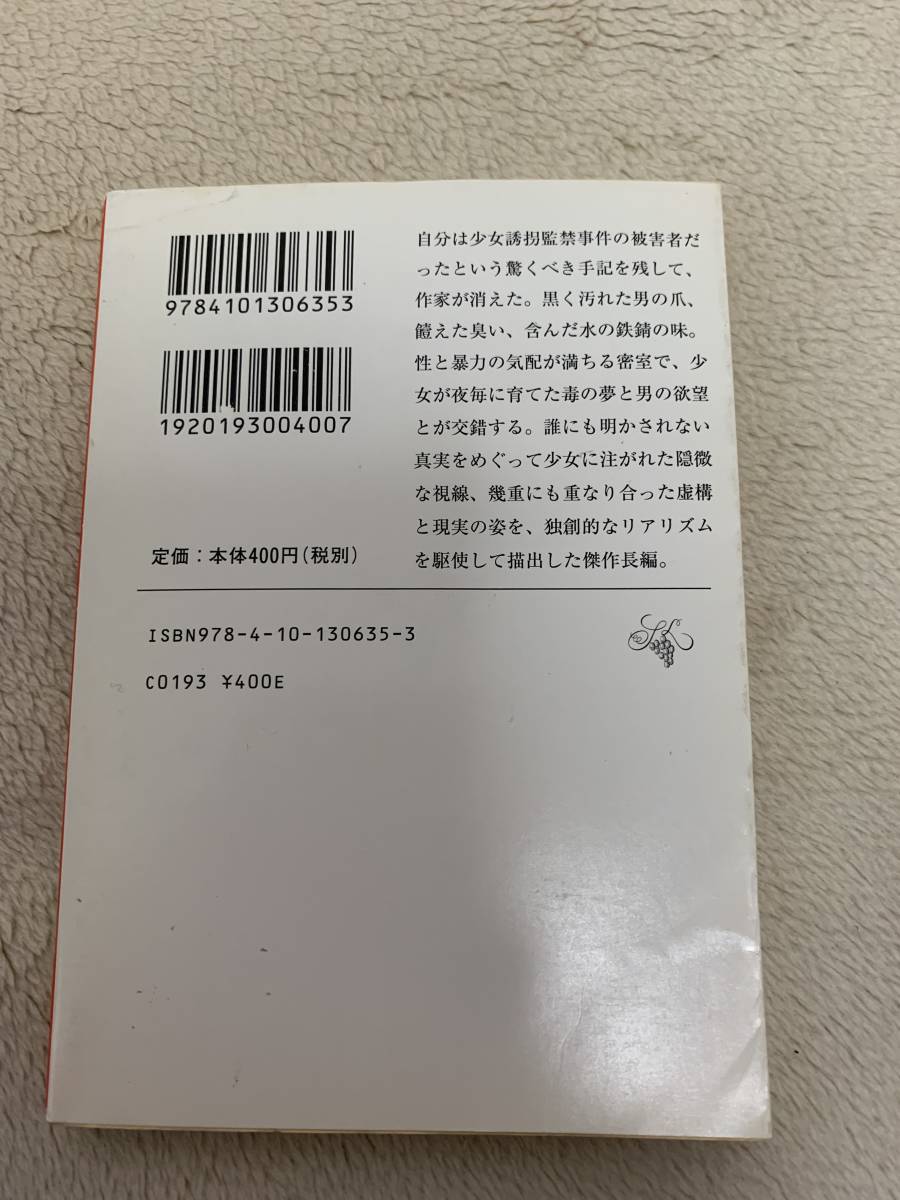 9784101306353
1920193004007
定価：本体400円(税別)
自分は少女誘拐監禁事件の被害者だ
ったという驚くべき手記を残して、
作家が消えた。黒く汚れた男の爪、
饐えた臭い、含んだ水の鉄錆の味。
性と暴力の気配が満ちる密室で、少
女が夜毎に育てた毒の夢と男の欲望
とが交錯する。誰にも明かされない
真実をめぐって少女に注がれた隠微
な視線、幾重にも重なり合った虚構
と現実の姿を、独創的なリアリズム
を駆使して描出した傑作長編。
ISBN978-4-10-130635-3
C0193 ¥400E